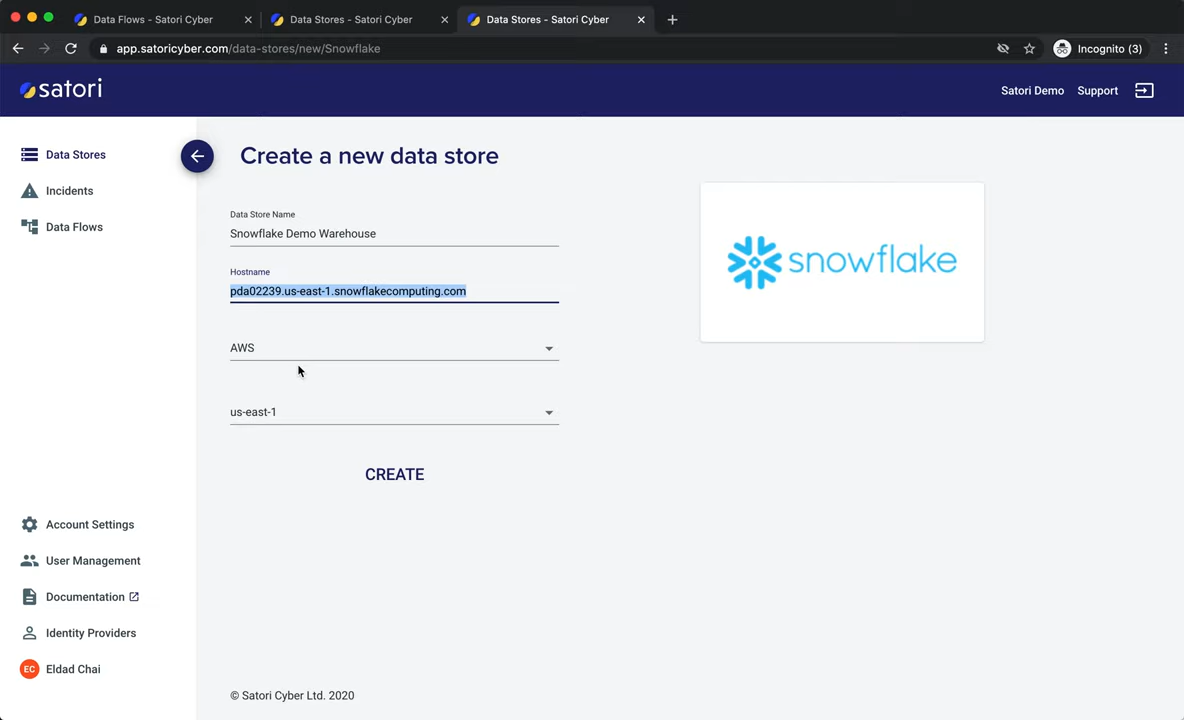 Data Flows - Satori Cyber
Data Stores - Satori Cyber
Data Stores - Satori Cyber
app.satoricyber.com/data-stores/new/Snowflake
Incognito (3)
satori
Satori Demo
Support
Data Stores
Incidents
Data Flows
Account Settings
User Management
Documentation
Identity Providers
EC
Eldad Chai
Create a new data store
Data Store Name
Snowflake Demo Warehouse
Hostname
pda02239.us-east-1.snowflakecomputing.com
AWS
us-east-1
CREATE
snowflake
© Satori Cyber Ltd. 2020